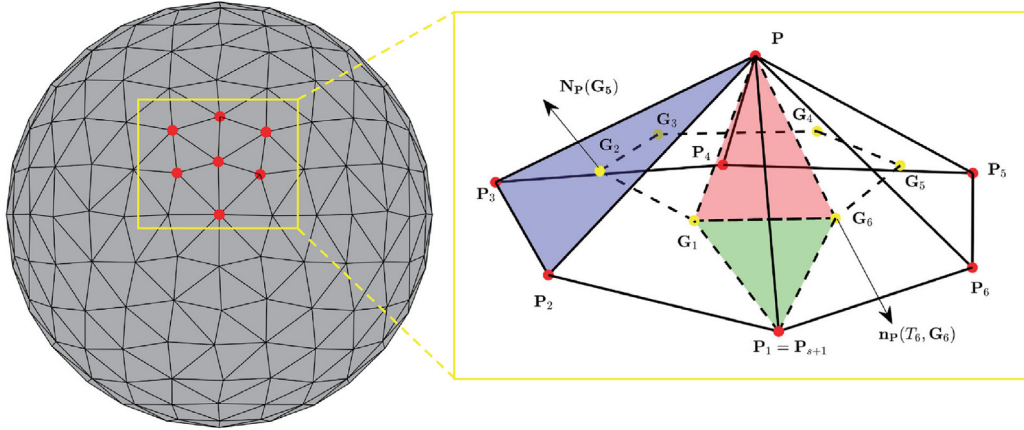 P
N_P(G_5)
G_3
G_4
G_2
P_4
G_5
P_5
P_3
G_1
G_6
P_6
P_2
n_P(T_6, G_6)
P_1 = P_{s+1}